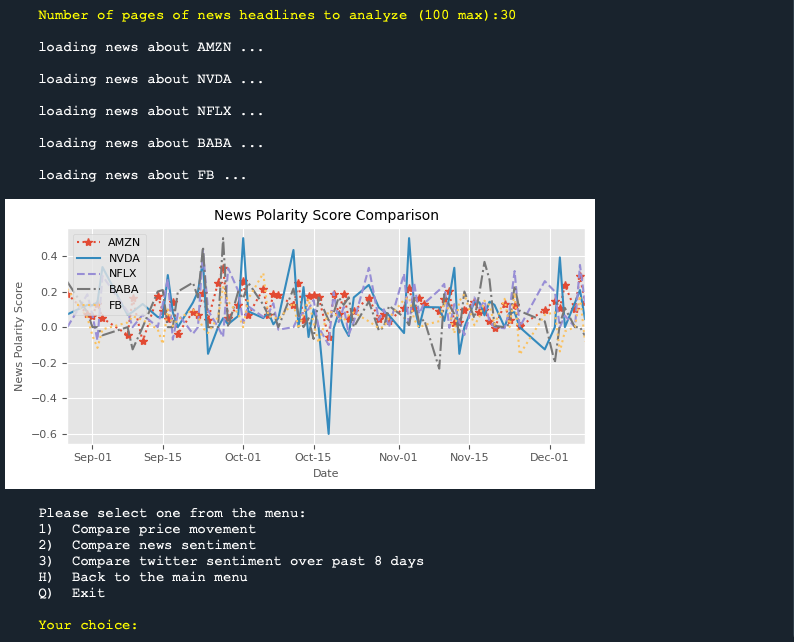 Number of pages of news headlines to analyze (100 max):30
loading news about AMZN ...
loading news about NVDA ...
loading news about NFLX ...
loading news about BABA ...
loading news about FB ...
News Polarity Score Comparison
AMZN
NVDA
NFLX
BABA
FB
News Polarity Score
0.4
0.2
0.0
−0.2
−0.4
−0.6
Sep-01 Sep-15 Oct-01 Oct-15 Nov-01 Nov-15 Dec-01
Date
Please select one from the menu:
1) Compare price movement
2) Compare news sentiment
3) Compare twitter sentiment over past 8 days
H) Back to the main menu
Q) Exit
Your choice: